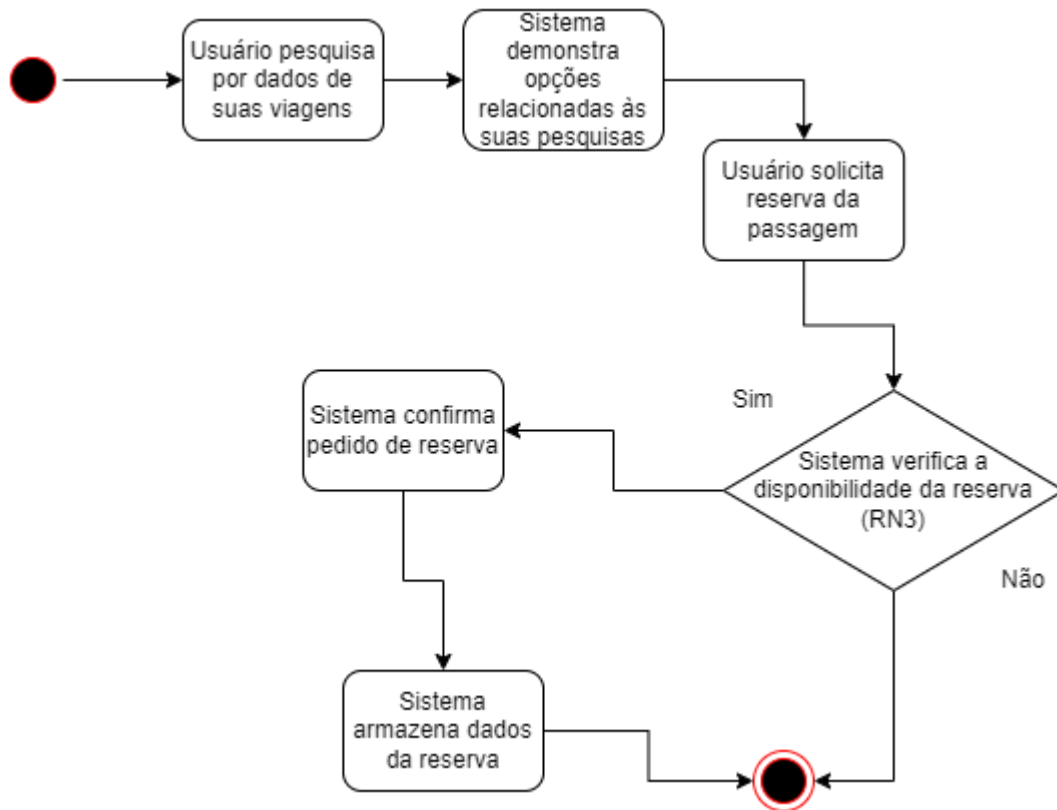 Usuário pesquisa
por dados de
suas viagens
Sistema
demonstra
opções
relacionadas às
suas pesquisas
Usuário solicita
reserva da
passagem
Sim
Sistema verifica a
disponibilidade da reserva
(RN3)
Não
Sistema confirma
pedido de reserva
Sistema
armazena dados
da reserva